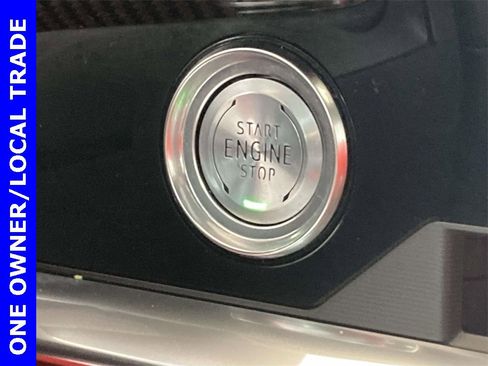 ONE OWNER/LOCAL TRADE
START
ENGINE
STOP